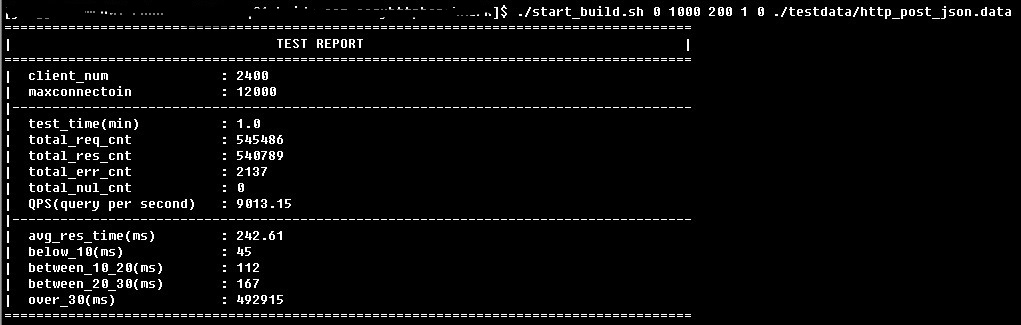 ]$ ./start_build.sh 0 1000 200 1 0 ./testdata/http_post_json.data
================================================================================
| TEST REPORT |
================================================================================
| client_num : 2400
| maxconnectoin : 12000
|-------------------------------------------------------------------------------
| test_time(min) : 1.0
| total_req_cnt : 545486
| total_res_cnt : 540789
| total_err_cnt : 2137
| total_nul_cnt : 0
| QPS(query per second) : 9013.15
|-------------------------------------------------------------------------------
| avg_res_time(ms) : 242.61
| below_10(ms) : 45
| between_10_20(ms) : 112
| between_20_30(ms) : 167
| over_30(ms) : 492915
================================================================================